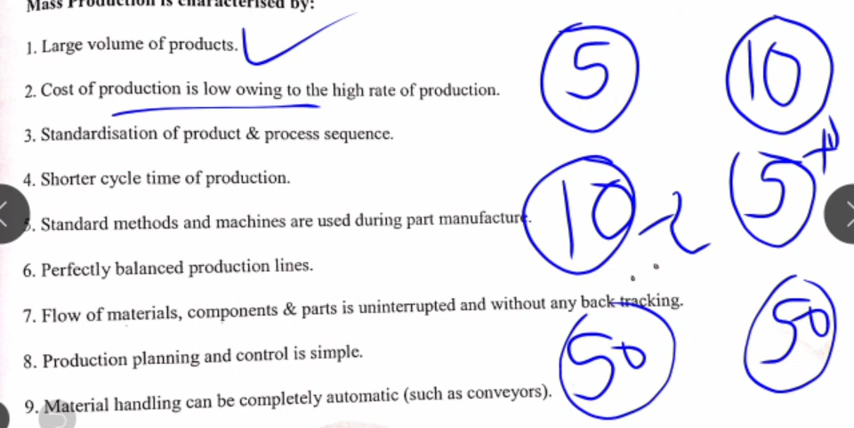 Mass Production is characterised by:
1. Large volume of products.
2. Cost of production is low owing to the high rate of production.
3. Standardisation of product & process sequence.
4. Shorter cycle time of production.
5. Standard methods and machines are used during part manufacture.
6. Perfectly balanced production lines.
7. Flow of materials, components & parts is uninterrupted and without any back-tracking.
8. Production planning and control is simple.
9. Material handling can be completely automatic (such as conveyors).
5 10
10 5
50 50